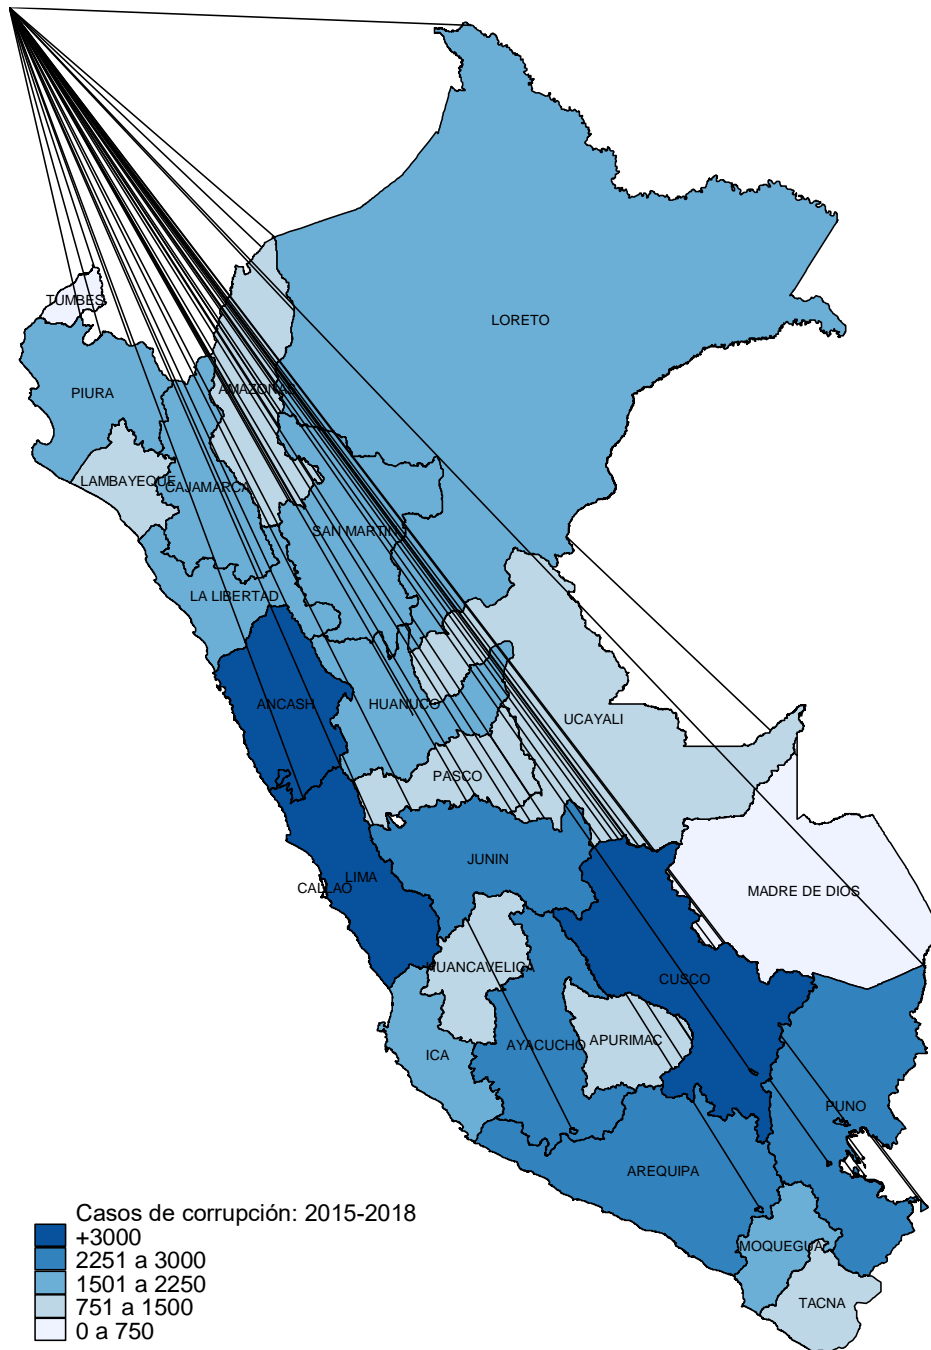 LORETO
TUMBES
AMAZONAS
PIURA
LAMBAYEQUE
CAJAMARCA
SAN MARTIN
LA LIBERTAD
ANCASH
HUANUCO
UCAYALI
PASCO
JUNIN
LIMA
CALLAO
MADRE DE DIOS
HUANCAVELICA
CUSCO
ICA
AYACUCHO
APURIMAC
PUNO
AREQUIPA
MOQUEGUA
TACNA
Casos de corrupción: 2015-2018
+3000
2251 a 3000
1501 a 2250
751 a 1500
0 a 750